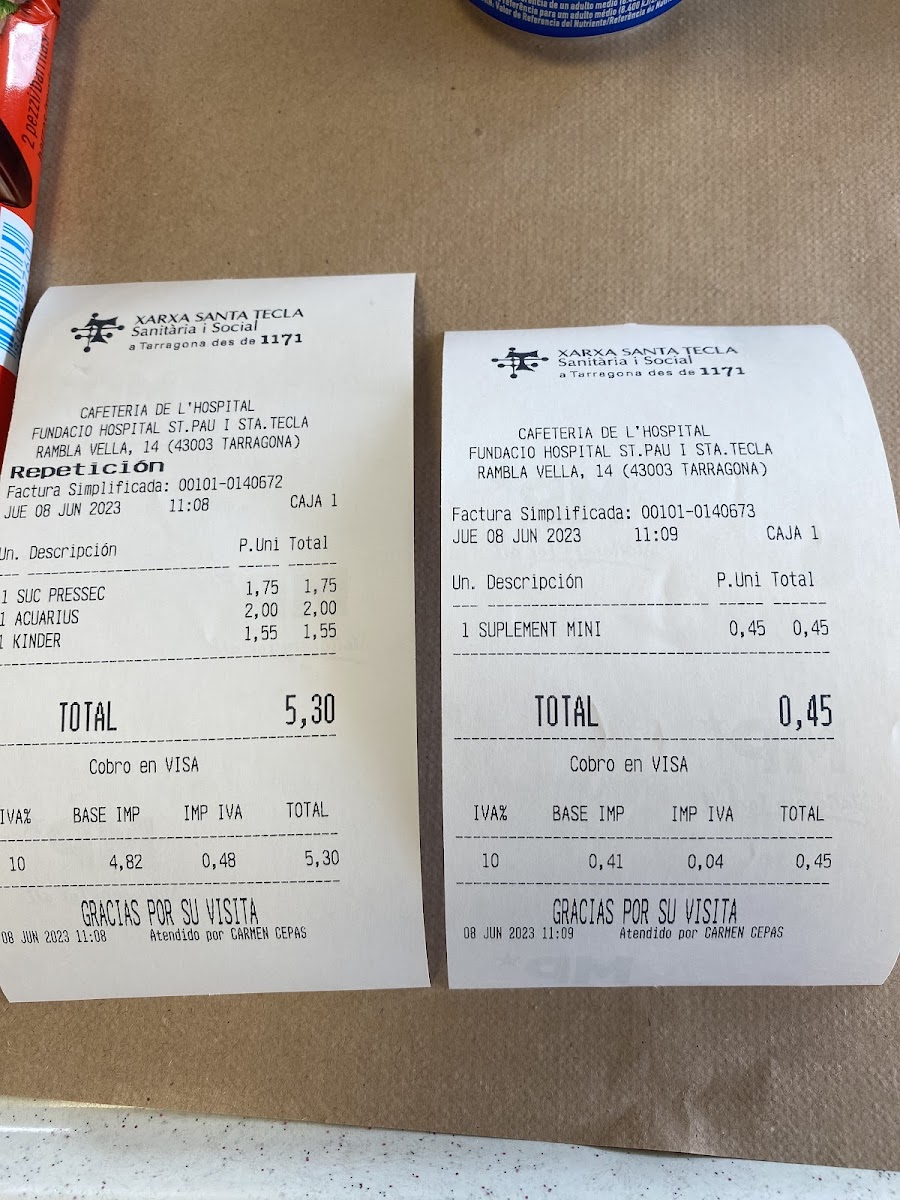 2 pezzi/barritas
XARXA SANTA TECLA
Sanitària i Social
a Tarragona des de 1171
CAFETERIA DE L'HOSPITAL
FUNDACIO HOSPITAL ST.PAU I STA.TECLA
RAMBLA VELLA, 14 (43003 TARRAGONA)
Repetición
Factura Simplificada: 00101-0140672
JUE 08 JUN 2023 11:08 CAJA 1
Un. Descripción P.Uni Total
1 SUC PRESSEC 1,75 1,75
1 ACUARIUS 2,00 2,00
1 KINDER 1,55 1,55
TOTAL 5,30
Cobro en VISA
IVA% BASE IMP IMP IVA TOTAL
10 4,82 0,48 5,30
GRACIAS POR SU VISITA
08 JUN 2023 11:08 Atendido por CARMEN CEPAS
XARXA SANTA TECLA
Sanitària i Social
a Tarragona des de 1171
CAFETERIA DE L'HOSPITAL
FUNDACIO HOSPITAL ST.PAU I STA.TECLA
RAMBLA VELLA, 14 (43003 TARRAGONA)
Factura Simplificada: 00101-0140673
JUE 08 JUN 2023 11:09 CAJA 1
Un. Descripción P.Uni Total
1 SUPLEMENT MINI 0,45 0,45
TOTAL 0,45
Cobro en VISA
IVA% BASE IMP IMP IVA TOTAL
10 0,41 0,04 0,45
GRACIAS POR SU VISITA
08 JUN 2023 11:09 Atendido por CARMEN CEPAS